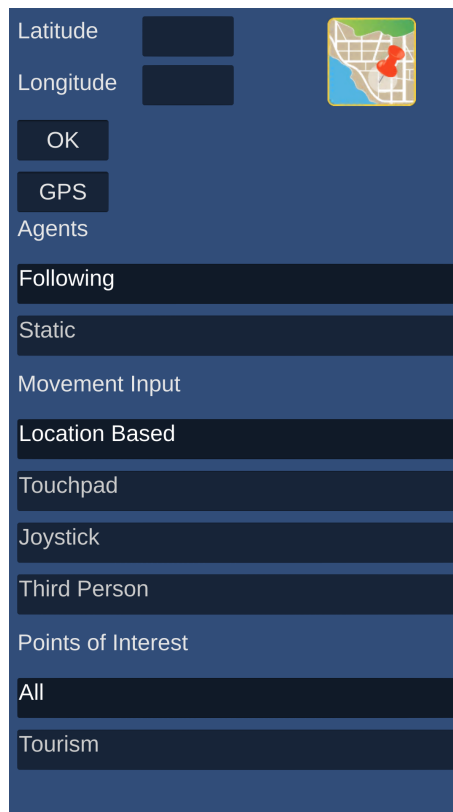 Latitude
Longitude
OK
GPS
Agents
Following
Static
Movement Input
Location Based
Touchpad
Joystick
Third Person
Points of Interest
All
Tourism